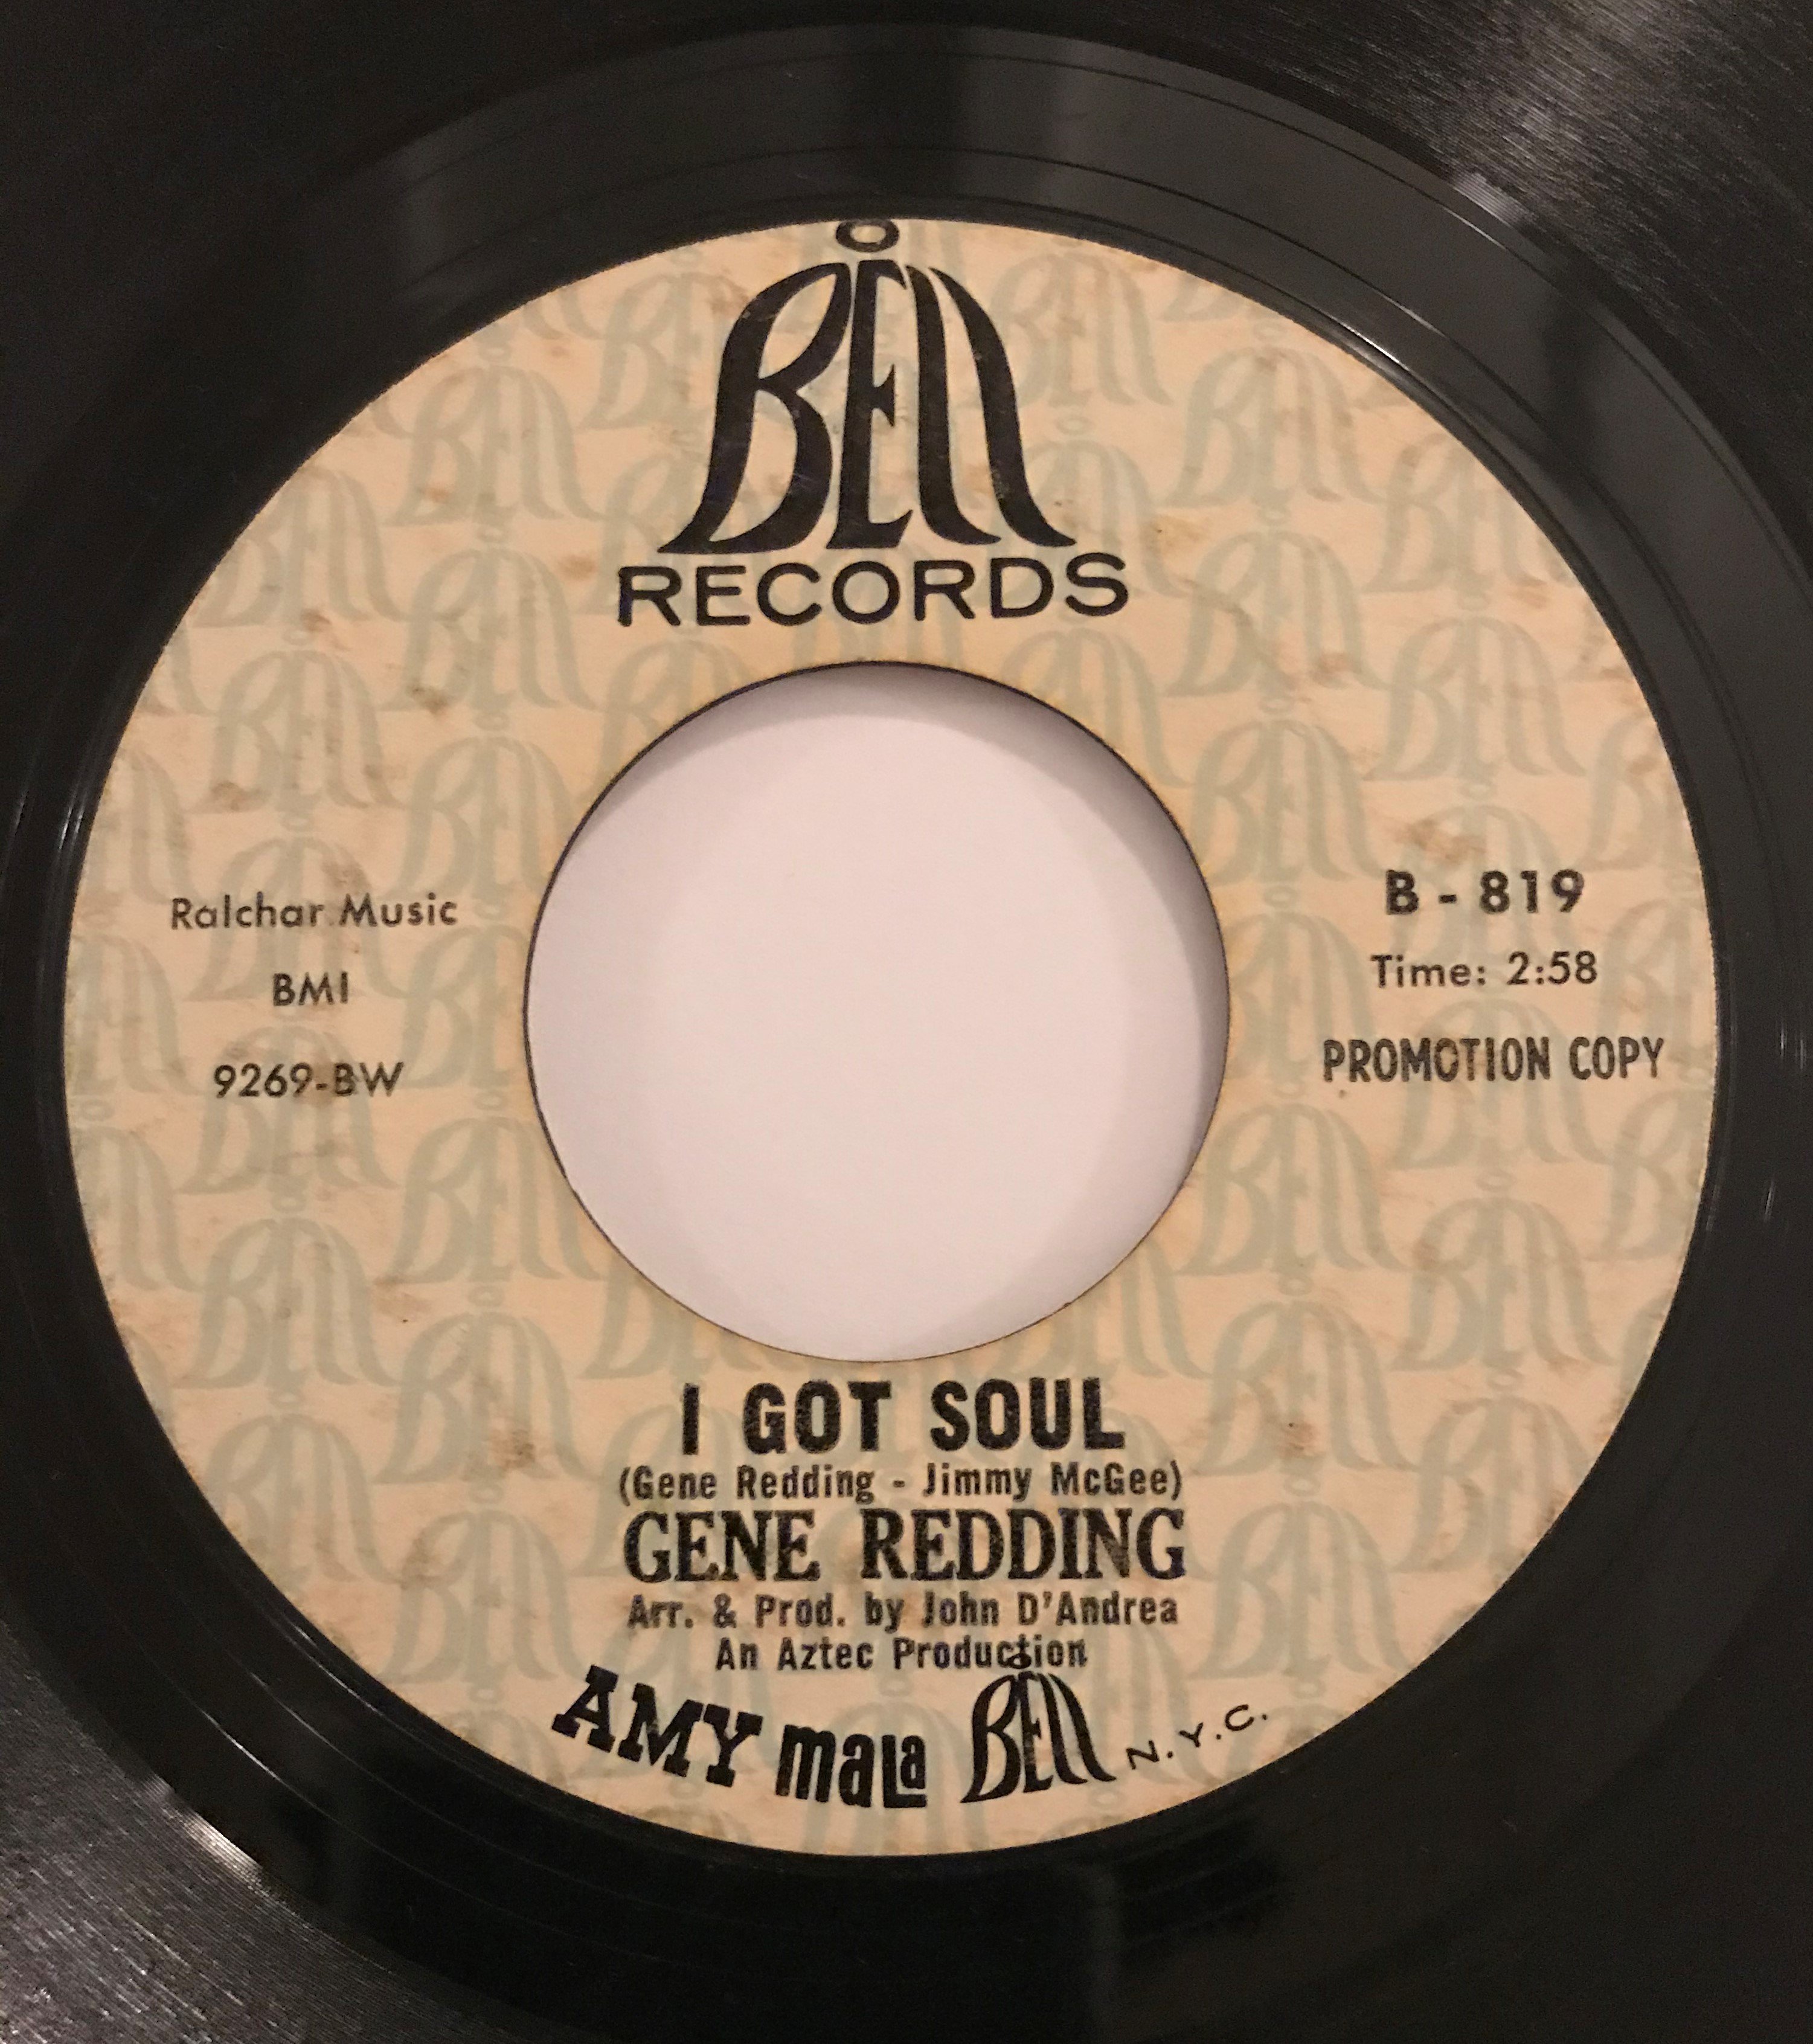 BELL
RECORDS
Ralchar Music
BMI
9269-BW
B - 819
Time: 2:58
PROMOTION COPY
I GOT SOUL
(Gene Redding - Jimmy McGee)
GENE REDDING
Arr. & Prod. by John D'Andrea
An Aztec Production
AMY mala BELL N.Y.C.